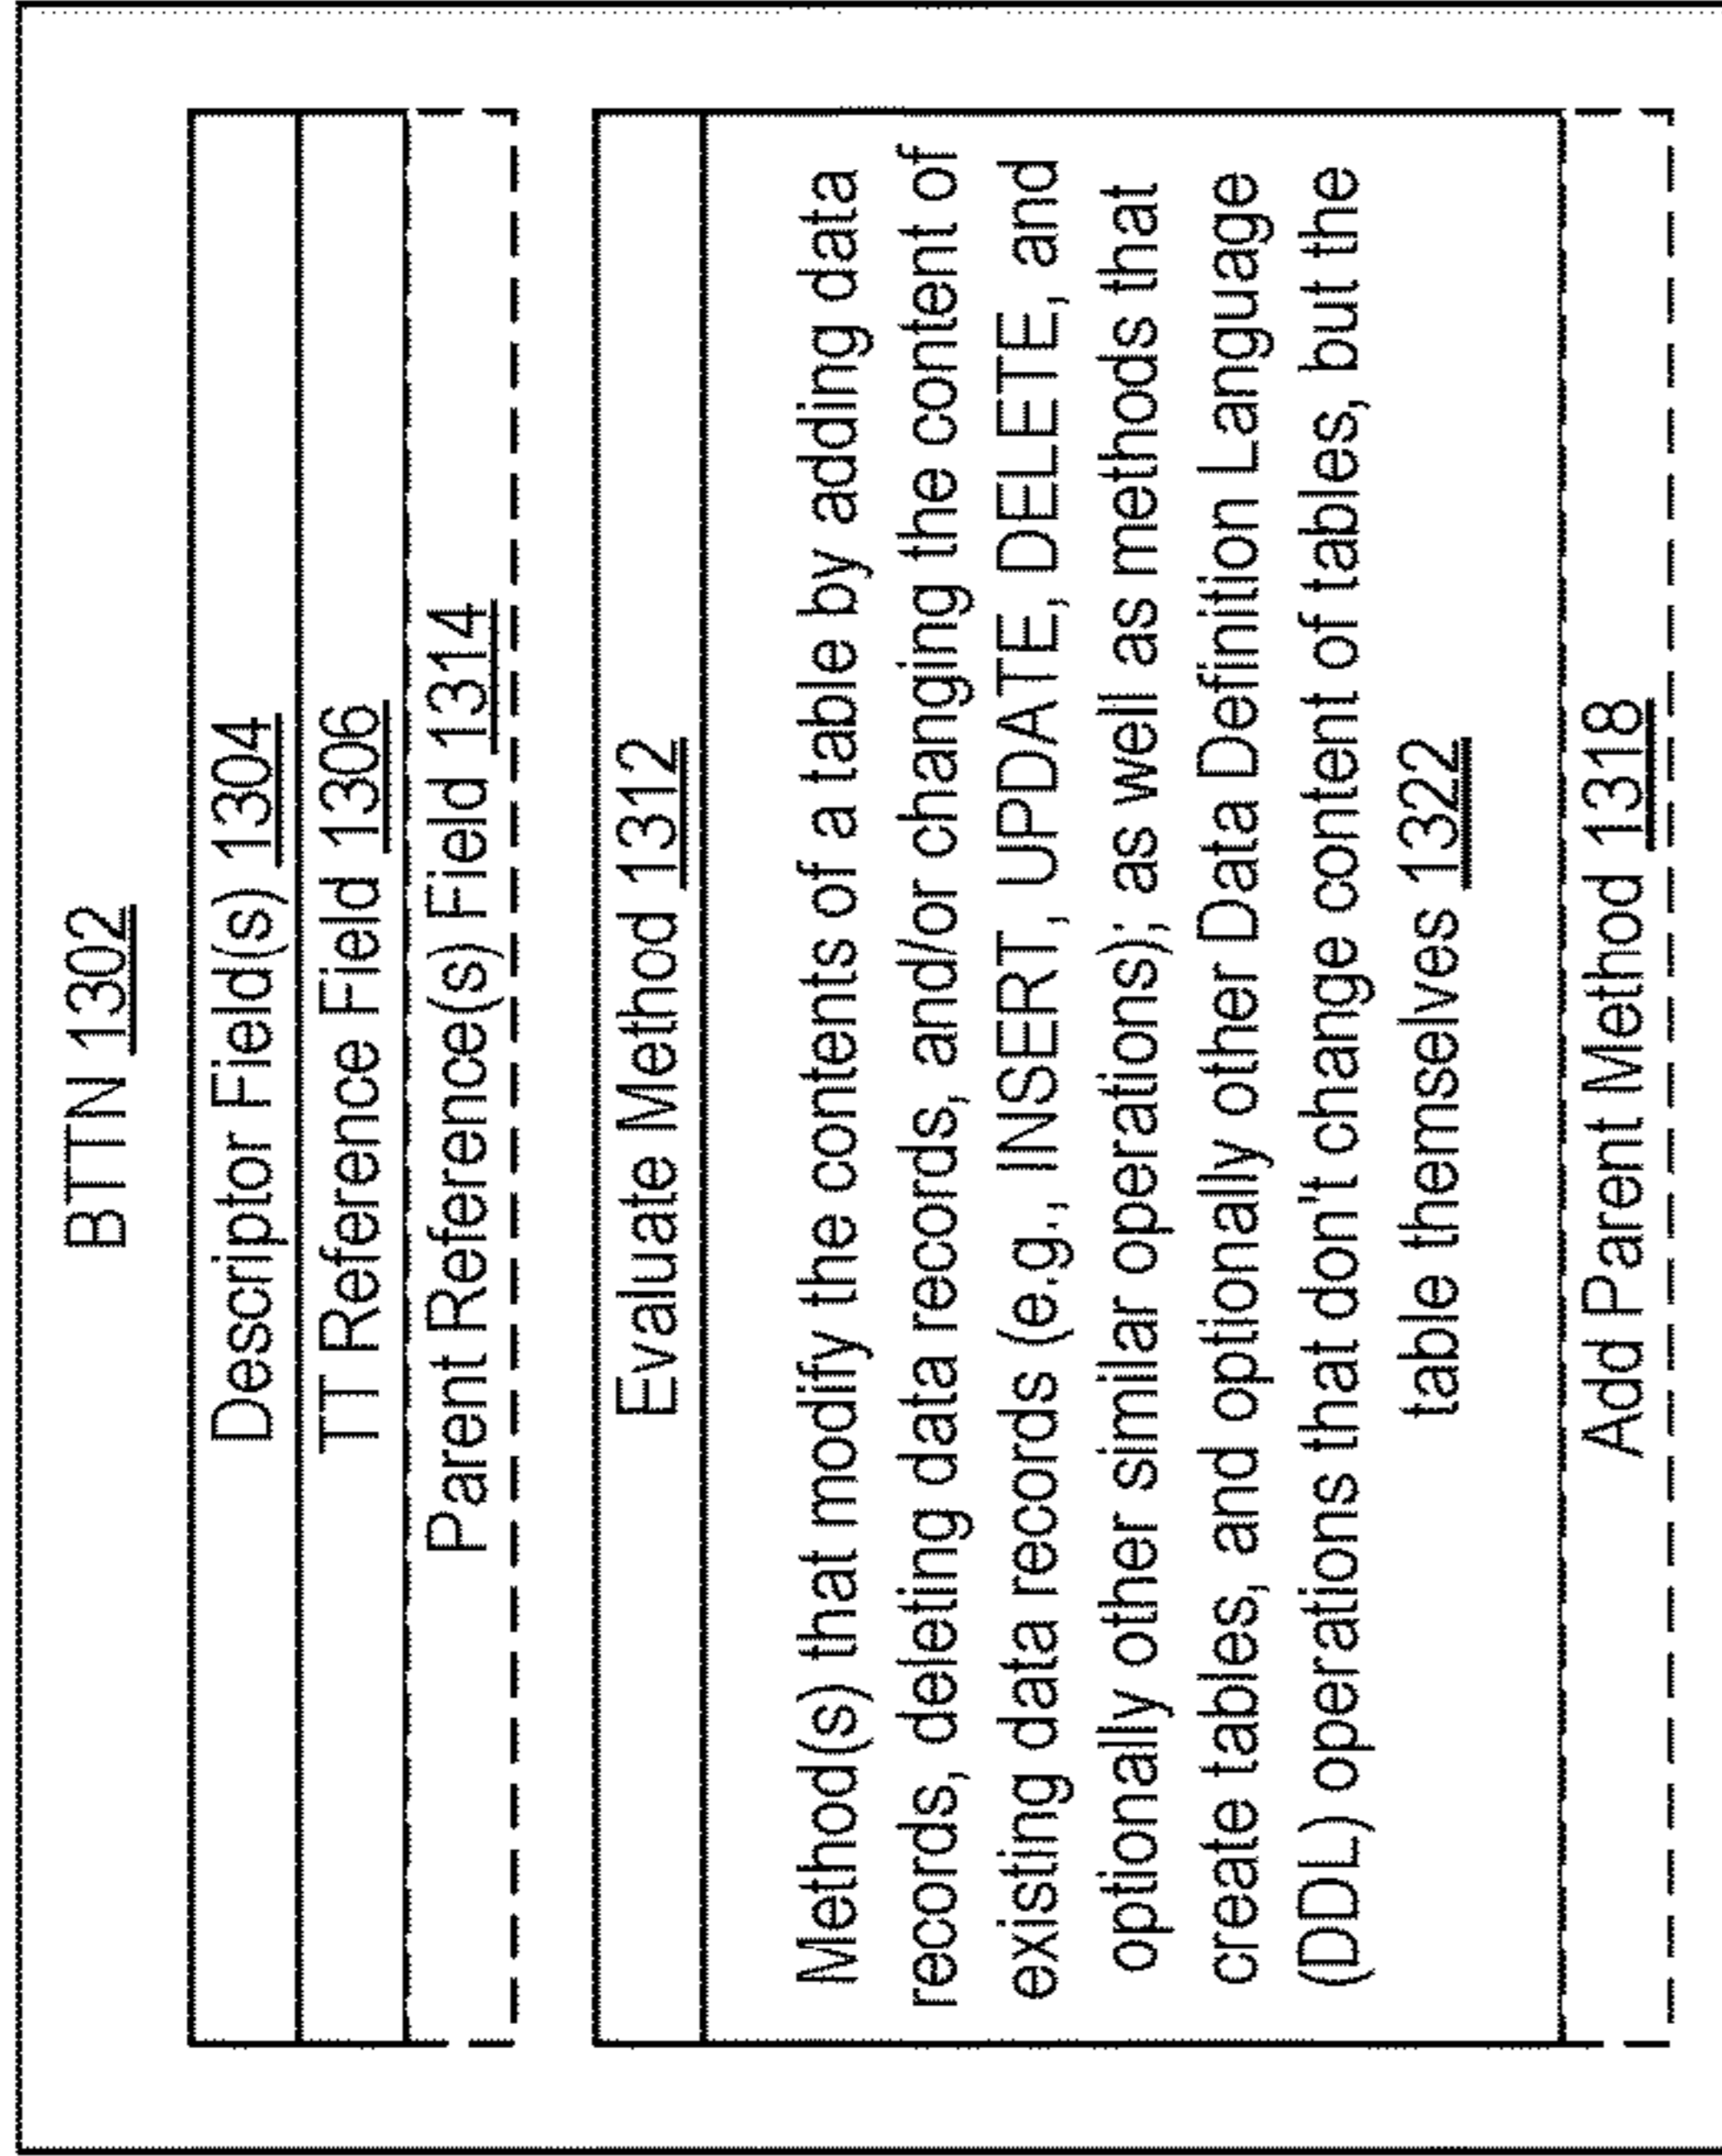 BTTN 1302
Descriptor Field(s) 1304
TT Reference Field 1306
Parent Reference(s) Field 1314
Evaluate Method 1312
Method(s) that modify the contents of a table by adding data
records, deleting data records, and/or changing the content of
existing data records (e.g., INSERT, UPDATE, DELETE, and
optionally other similar operations); as well as methods that
create tables, and optionally other Data Definition Language
(DDL) operations that don't change content of tables, but the
table themselves 1322
Add Parent Method 1318